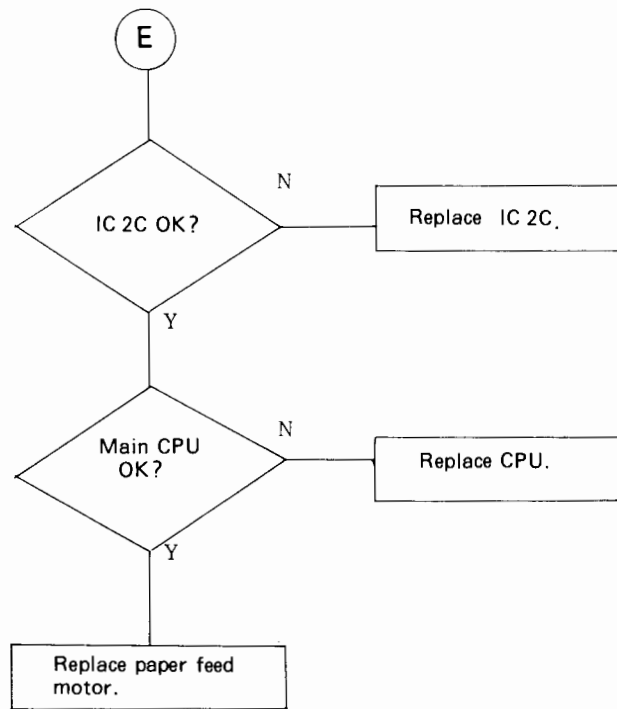 E
N
IC 2C OK?
Replace IC 2C.
Y
N
Main CPU
OK?
Replace CPU.
Y
Replace paper feed
motor.